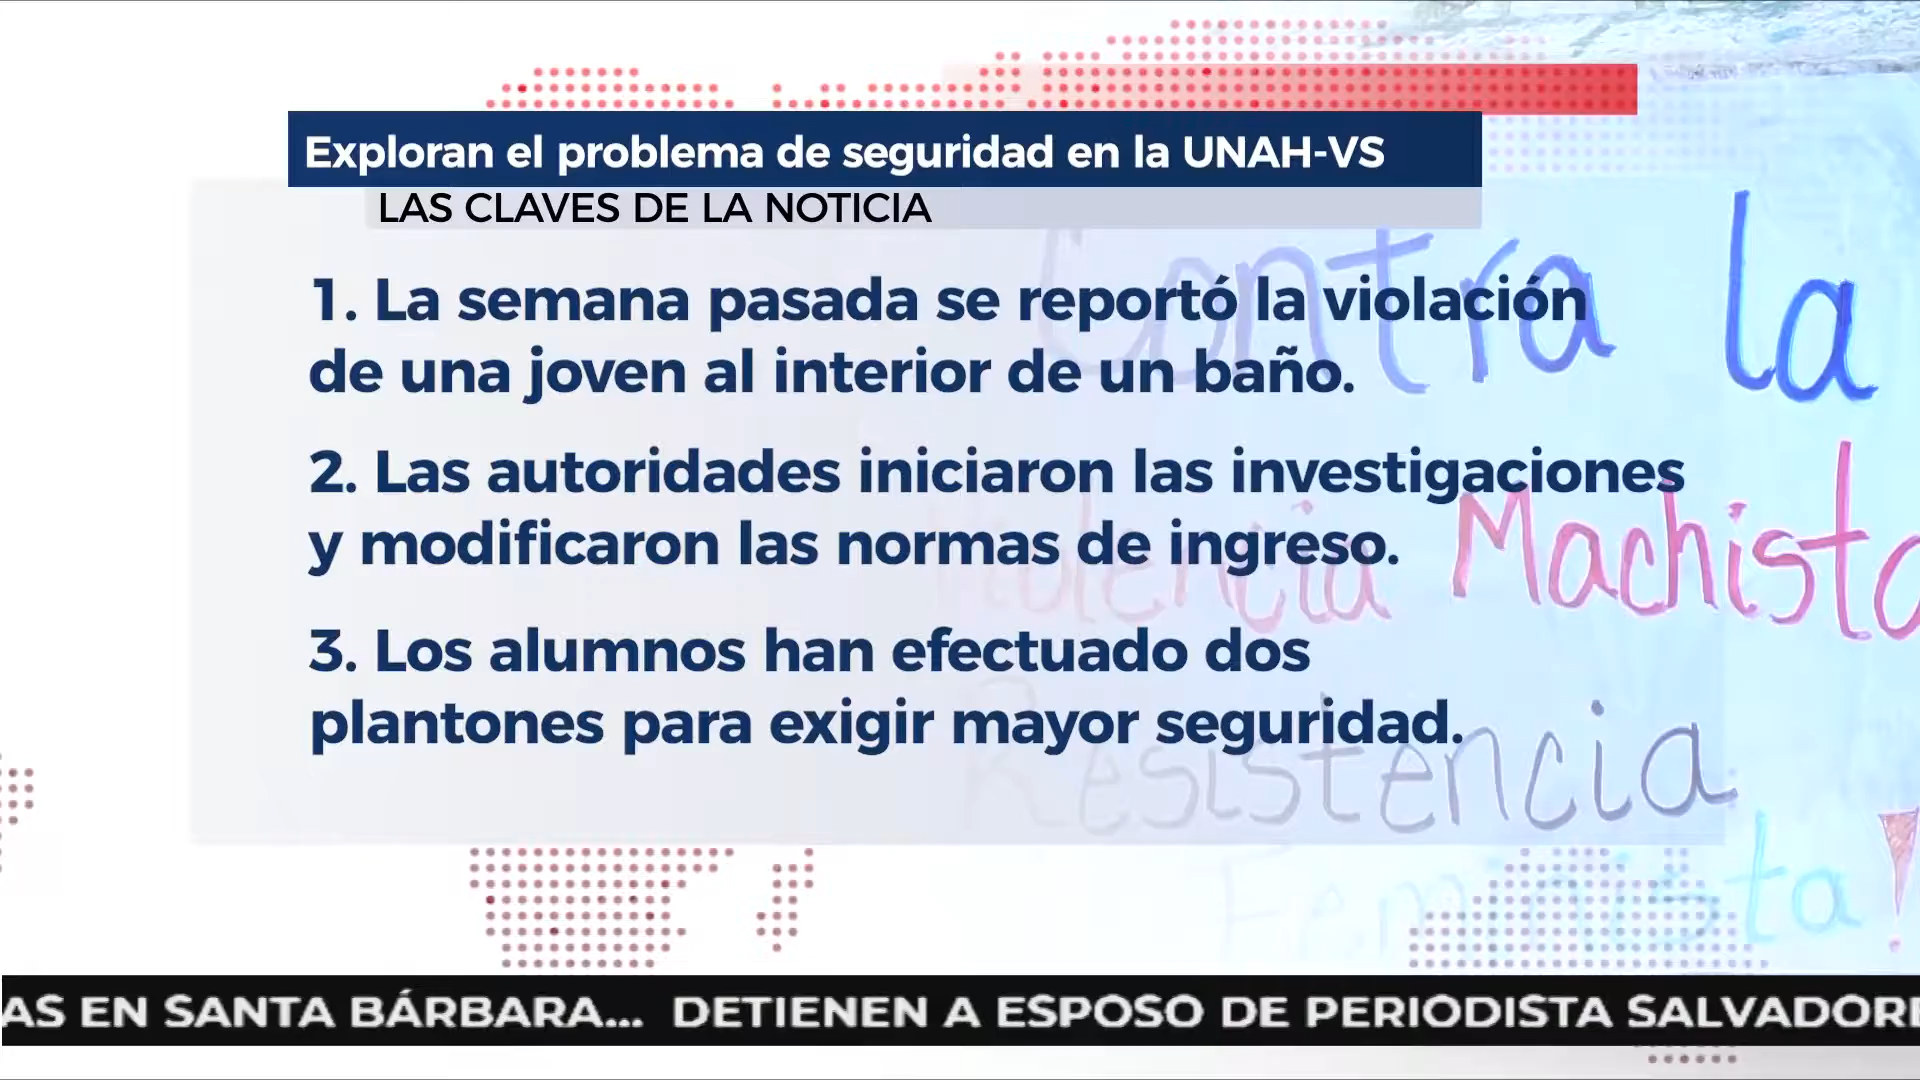 Exploran el problema de seguridad en la UNAH-VS
LAS CLAVES DE LA NOTICIA
1. La semana pasada se reportó la violación
de una joven al interior de un baño.
2. Las autoridades iniciaron las investigaciones
y modificaron las normas de ingreso.
3. Los alumnos han efectuado dos
plantones para exigir mayor seguridad.
Contra la
Violencia Machista
Resistencia
Feminista!
AS EN SANTA BÁRBARA... DETIENEN A ESPOSO DE PERIODISTA SALVADORE